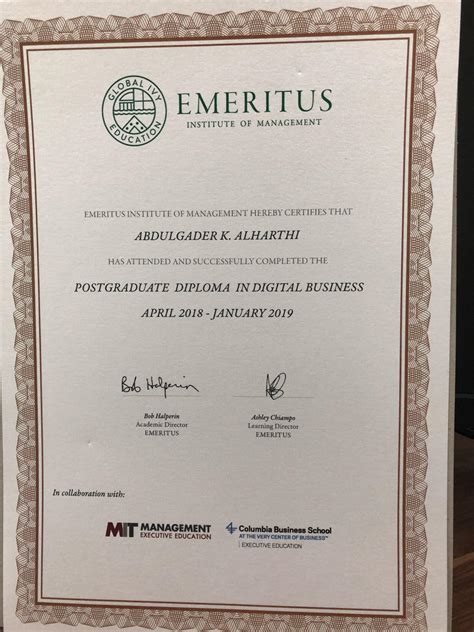 GLOBAL IVY
EDUCATION
EMERITUS
INSTITUTE OF MANAGEMENT
EMERITUS INSTITUTE OF MANAGEMENT HEREBY CERTIFIES THAT
ABDULGADER K. ALHARTHI
HAS ATTENDED AND SUCCESSFULLY COMPLETED THE
POSTGRADUATE DIPLOMA IN DIGITAL BUSINESS
APRIL 2018 - JANUARY 2019
Bob Halperin
Bob Halperin
Academic Director
EMERITUS
Ashley Chiampo
Learning Director
EMERITUS
In collaboration with:
MIT MANAGEMENT
EXECUTIVE EDUCATION
Columbia Business School
AT THE VERY CENTER OF BUSINESS™
EXECUTIVE EDUCATION